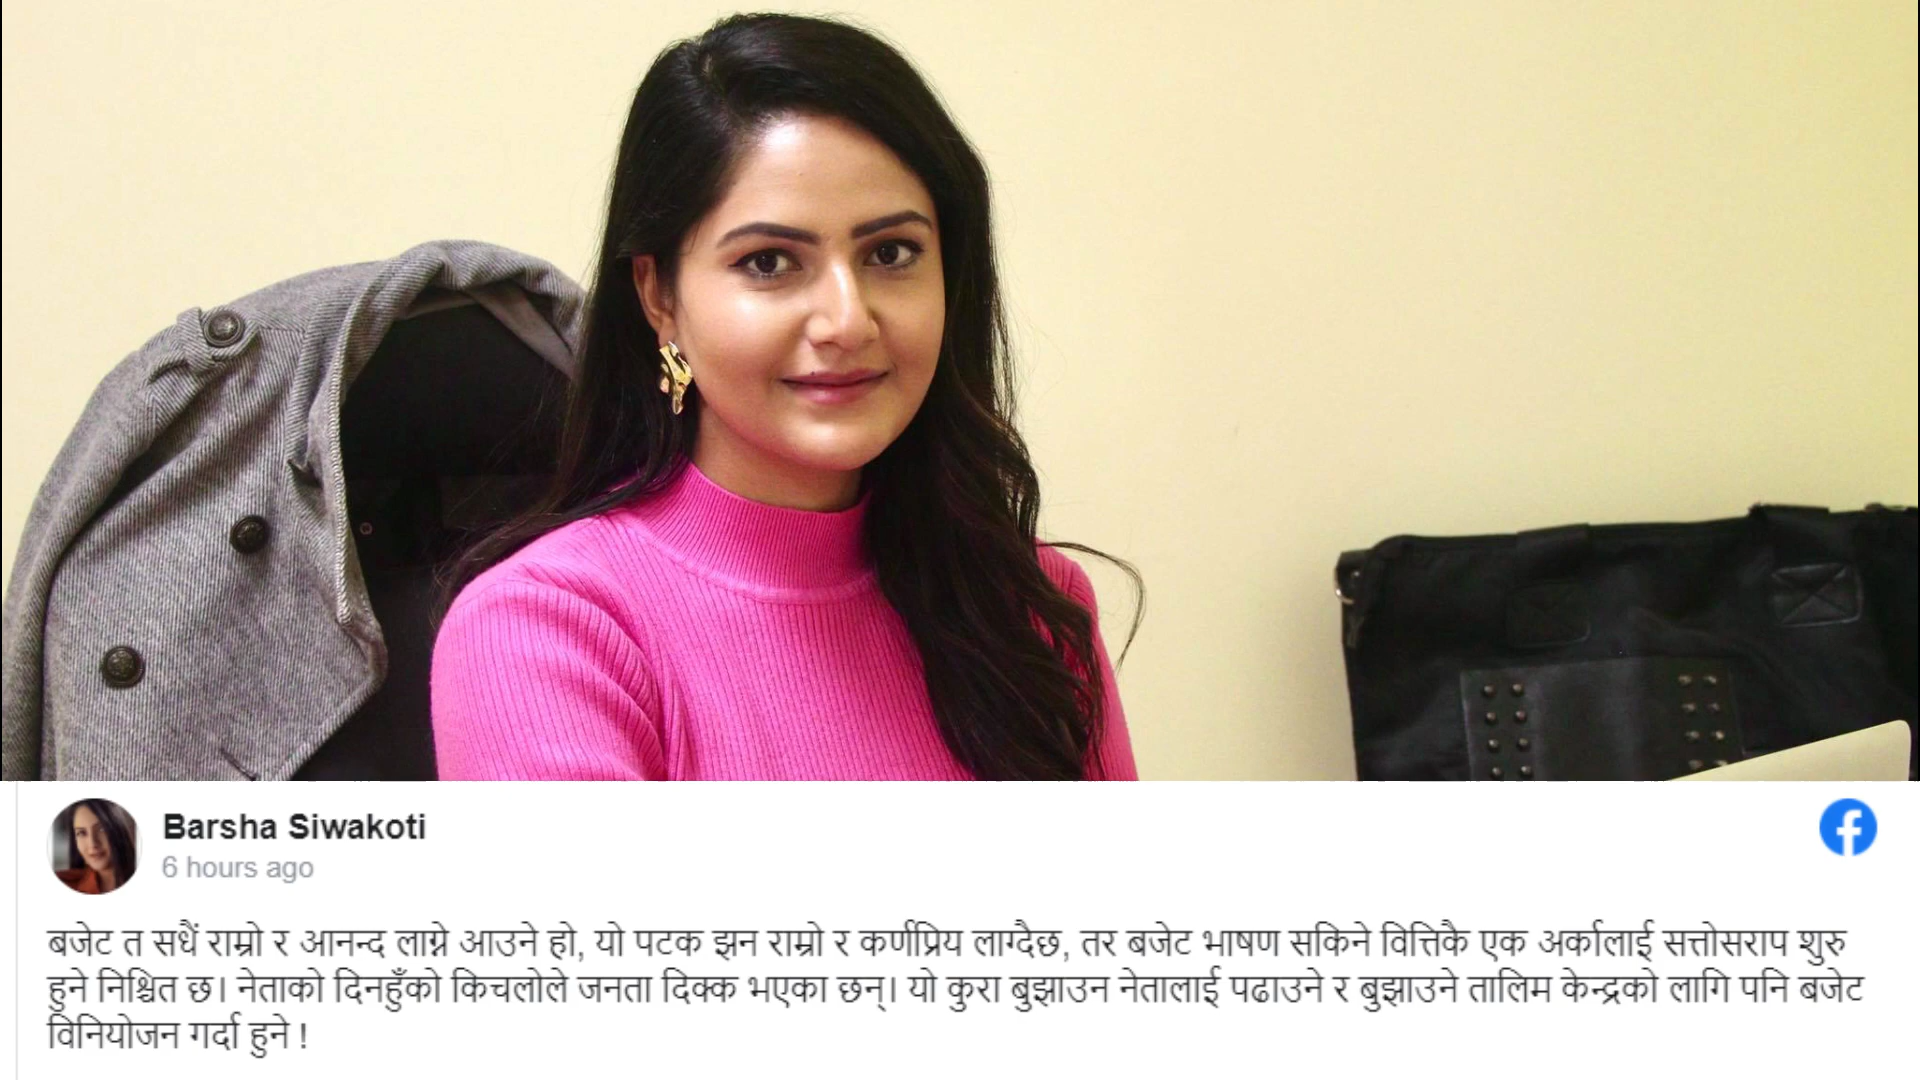 Barsha Siwakoti
6 hours ago
बजेट त सधैं राम्रो र आनन्द लाग्ने आउने हो, यो पटक झन राम्रो र कर्णप्रिय लाग्दैछ, तर बजेट भाषण सकिने वित्तिकै एक अर्कालाई सत्तोसराप शुरु
हुने निश्चित छ। नेताको दिनहुँको किचलोले जनता दिक्क भएका छन्। यो कुरा बुझाउन नेतालाई पढाउने र बुझाउने तालिम केन्द्रको लागि पनि बजेट
विनियोजन गर्दा हुने !